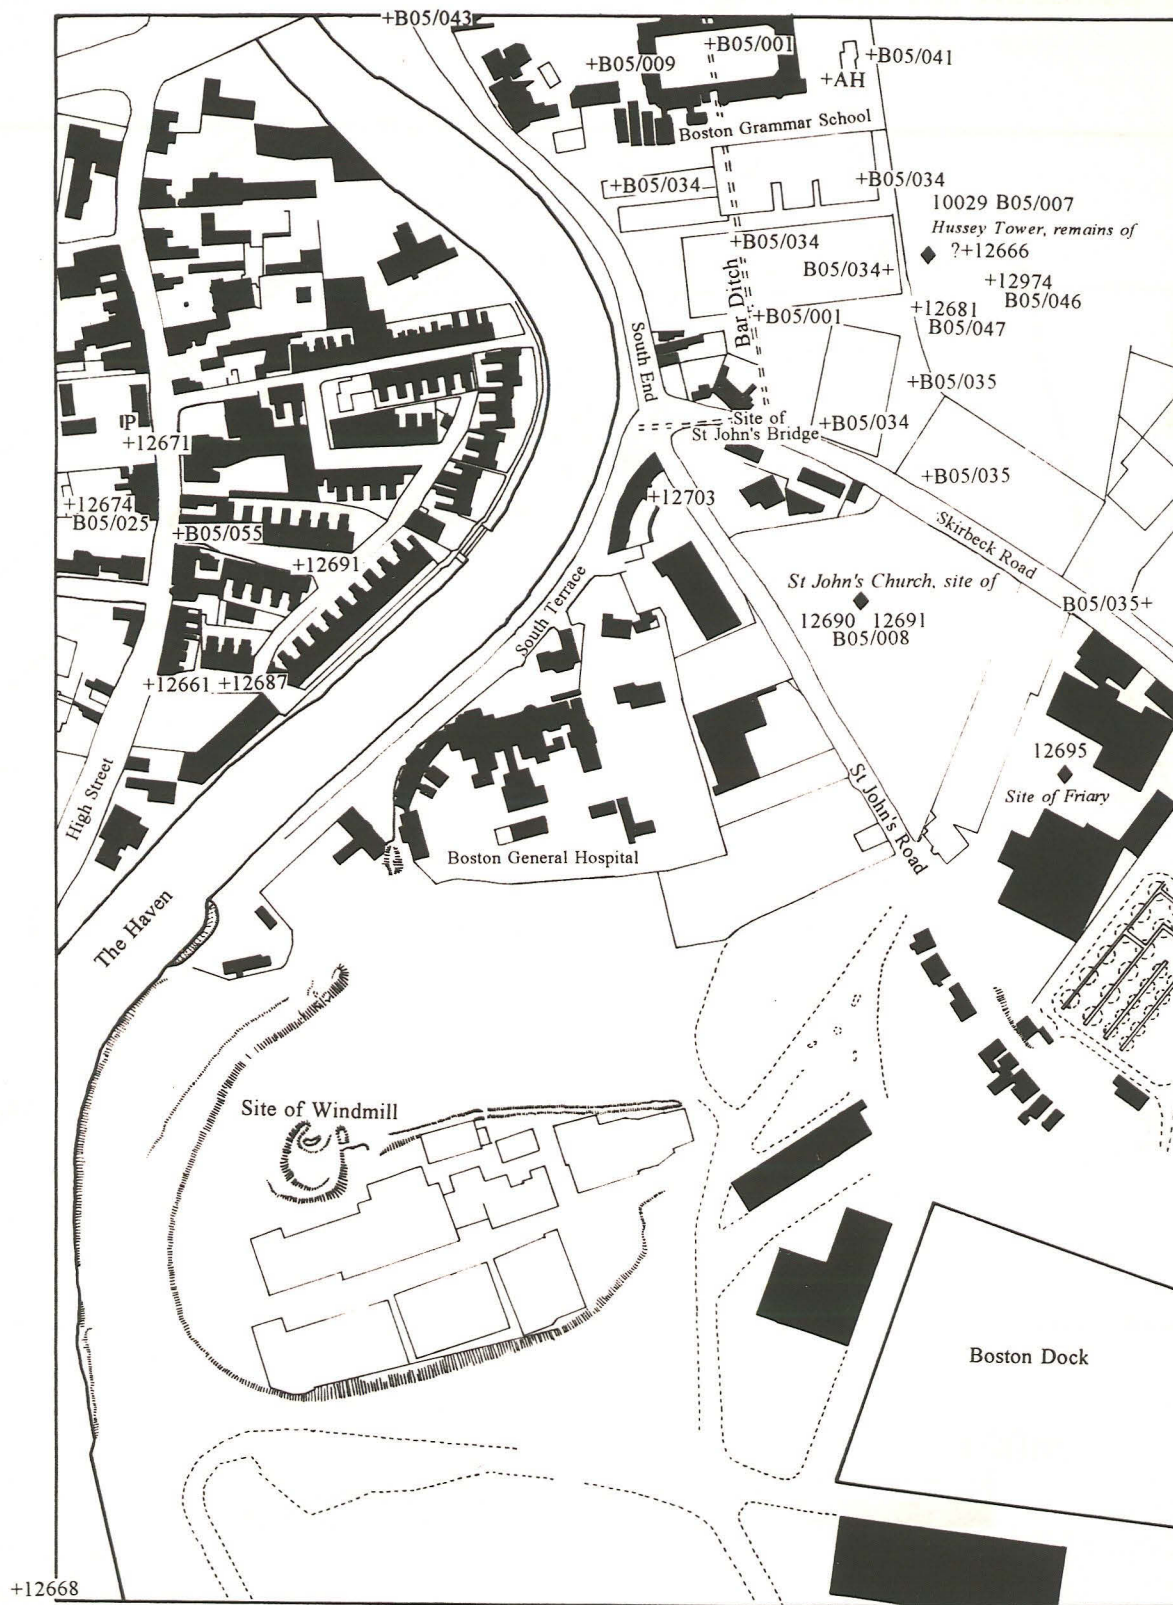 +B05/043
+B05/001
+B05/009
+B05/041
+AH
Boston Grammar School
+B05/034
+B05/034
10029 B05/007
Hussey Tower, remains of
?+12666
+B05/034
B05/034+
+12974
B05/046
Bar Ditch
+12681
B05/047
+B05/001
South End
+B05/035
IP
+12671
Site of
St John's Bridge
+B05/034
+B05/035
+12674
B05/025
+12703
+B05/055
+12691
Skirbeck Road
St John's Church, site of
12690 12691
B05/008
B05/035+
South Terrace
+12661 +12687
12695
Site of Friary
High Street
St John's Road
Boston General Hospital
The Haven
Site of Windmill
Boston Dock
+12668